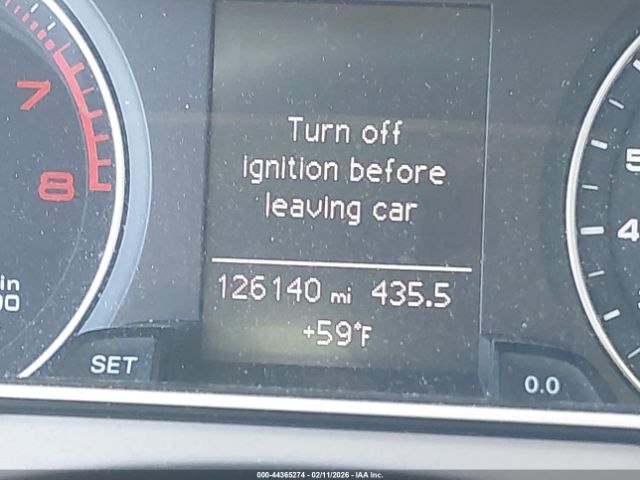 7
8
Turn off
ignition before
leaving car
126140 mi 435.5
+59°F
SET
0.0
5
4
000-44365274 - 02/11/2026 - IAA Inc.